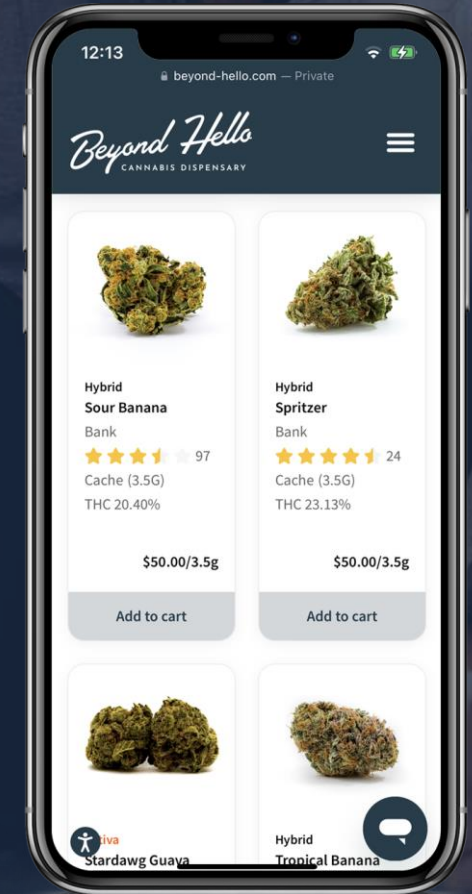 12:13
beyond-hello.com — Private
Beyond Hello
CANNABIS DISPENSARY
Hybrid
Sour Banana
Bank
97
Cache (3.5G)
THC 20.40%
$50.00/3.5g
Add to cart
Hybrid
Spritzer
Bank
24
Cache (3.5G)
THC 23.13%
$50.00/3.5g
Add to cart
tiva
Stardawg Guava
Hybrid
Tropical Banana